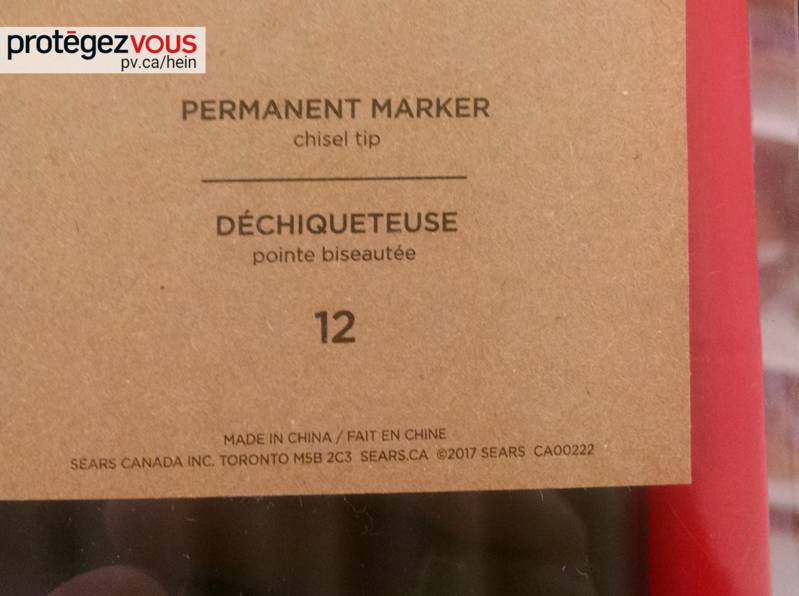 protégezvous
pv.ca/hein
PERMANENT MARKER
chisel tip
DÉCHIQUETEUSE
pointe biseautée
12
MADE IN CHINA / FAIT EN CHINE
SEARS CANADA INC. TORONTO M5B 2C3 SEARS.CA ©2017 SEARS CA00222